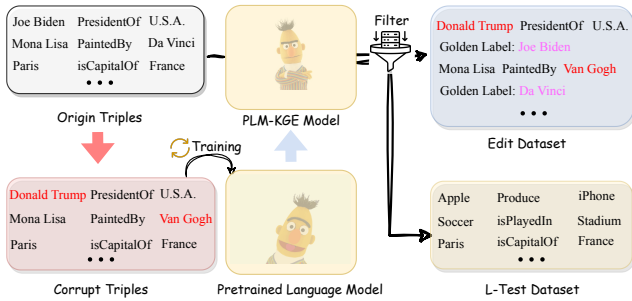 Joe Biden PresidentOf U.S.A.
Mona Lisa PaintedBy Da Vinci
Paris isCapitalOf France
• • •
Origin Triples
PLM-KGE Model
Filter
Donald Trump PresidentOf U.S.A.
Golden Label: Joe Biden
Mona Lisa PaintedBy Van Gogh
Golden Label: Da Vinci
• • •
Edit Dataset
Training
Donald Trump PresidentOf U.S.A.
Mona Lisa PaintedBy Van Gogh
Paris isCapitalOf France
• • •
Corrupt Triples
Pretrained Language Model
Apple Produce iPhone
Soccer isPlayedIn Stadium
Paris isCapitalOf France
• • •
L-Test Dataset